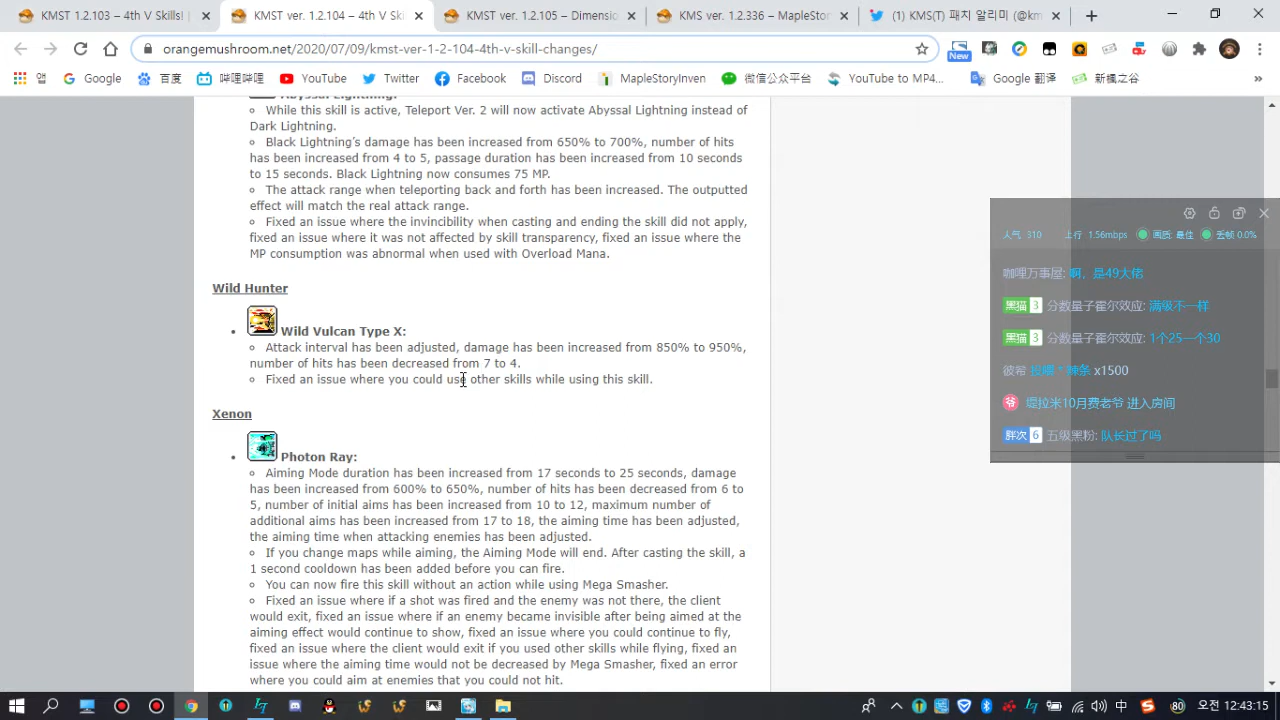 KMST 1.2.103 – 4th V Skills!
KMST ver. 1.2.104 – 4th V Ski
KMST ver. 1.2.105 – Dimensio
KMS ver. 1.2.336 – MapleStor
(1) KMS(T) 패치 알리미 (@km
orangemushroom.net/2020/07/09/kmst-ver-1-2-104-4th-v-skill-changes/
New
앱
Google
百度
哔哩哔哩
YouTube
Twitter
Facebook
Discord
MapleStoryInven
微信公众平台
YouTube to MP4...
Google 翻译
新楓之谷
»
Abyssal Lightning:
While this skill is active, Teleport Ver. 2 will now activate Abyssal Lightning instead of
Dark Lightning.
Black Lightning's damage has been increased from 650% to 700%, number of hits
has been increased from 4 to 5, passage duration has been increased from 10 seconds
to 15 seconds. Black Lightning now consumes 75 MP.
The attack range when teleporting back and forth has been increased. The outputted
effect will match the real attack range.
Fixed an issue where the invincibility when casting and ending the skill did not apply,
fixed an issue where it was not affected by skill transparency, fixed an issue where the
MP consumption was abnormal when used with Overload Mana.
Wild Hunter
Wild Vulcan Type X:
Attack interval has been adjusted, damage has been increased from 850% to 950%,
number of hits has been decreased from 7 to 4.
Fixed an issue where you could use other skills while using this skill.
Xenon
Photon Ray:
Aiming Mode duration has been increased from 17 seconds to 25 seconds, damage
has been increased from 600% to 650%, number of hits has been decreased from 6 to
5, number of initial aims has been increased from 10 to 12, maximum number of
additional aims has been increased from 17 to 18, the aiming time has been adjusted,
the aiming time when attacking enemies has been adjusted.
If you change maps while aiming, the Aiming Mode will end. After casting the skill, a
1 second cooldown has been added before you can fire.
You can now fire this skill without an action while using Mega Smasher.
Fixed an issue where if a shot was fired and the enemy was not there, the client
would exit, fixed an issue where if an enemy became invisible after being aimed at the
aiming effect would continue to show, fixed an issue where you could continue to fly,
fixed an issue where the client would exit if you used other skills while flying, fixed an
issue where the aiming time would not be decreased by Mega Smasher, fixed an error
where you could aim at enemies that you could not hit.
人气 310 上行 1.56mbps 画质: 最佳 丢帧 0.0%
咖哩万事屋: 啊，是49大佬
黑猫 3 分数量子霍尔效应: 满级不一样
黑猫 3 分数量子霍尔效应: 1个25一个30
彼希 投喂 * 辣条 x1500
爷 堤拉米10月费老爷 进入房间
胖次 6 五级黑粉: 队长过了吗
中
80
오전 12:43:15